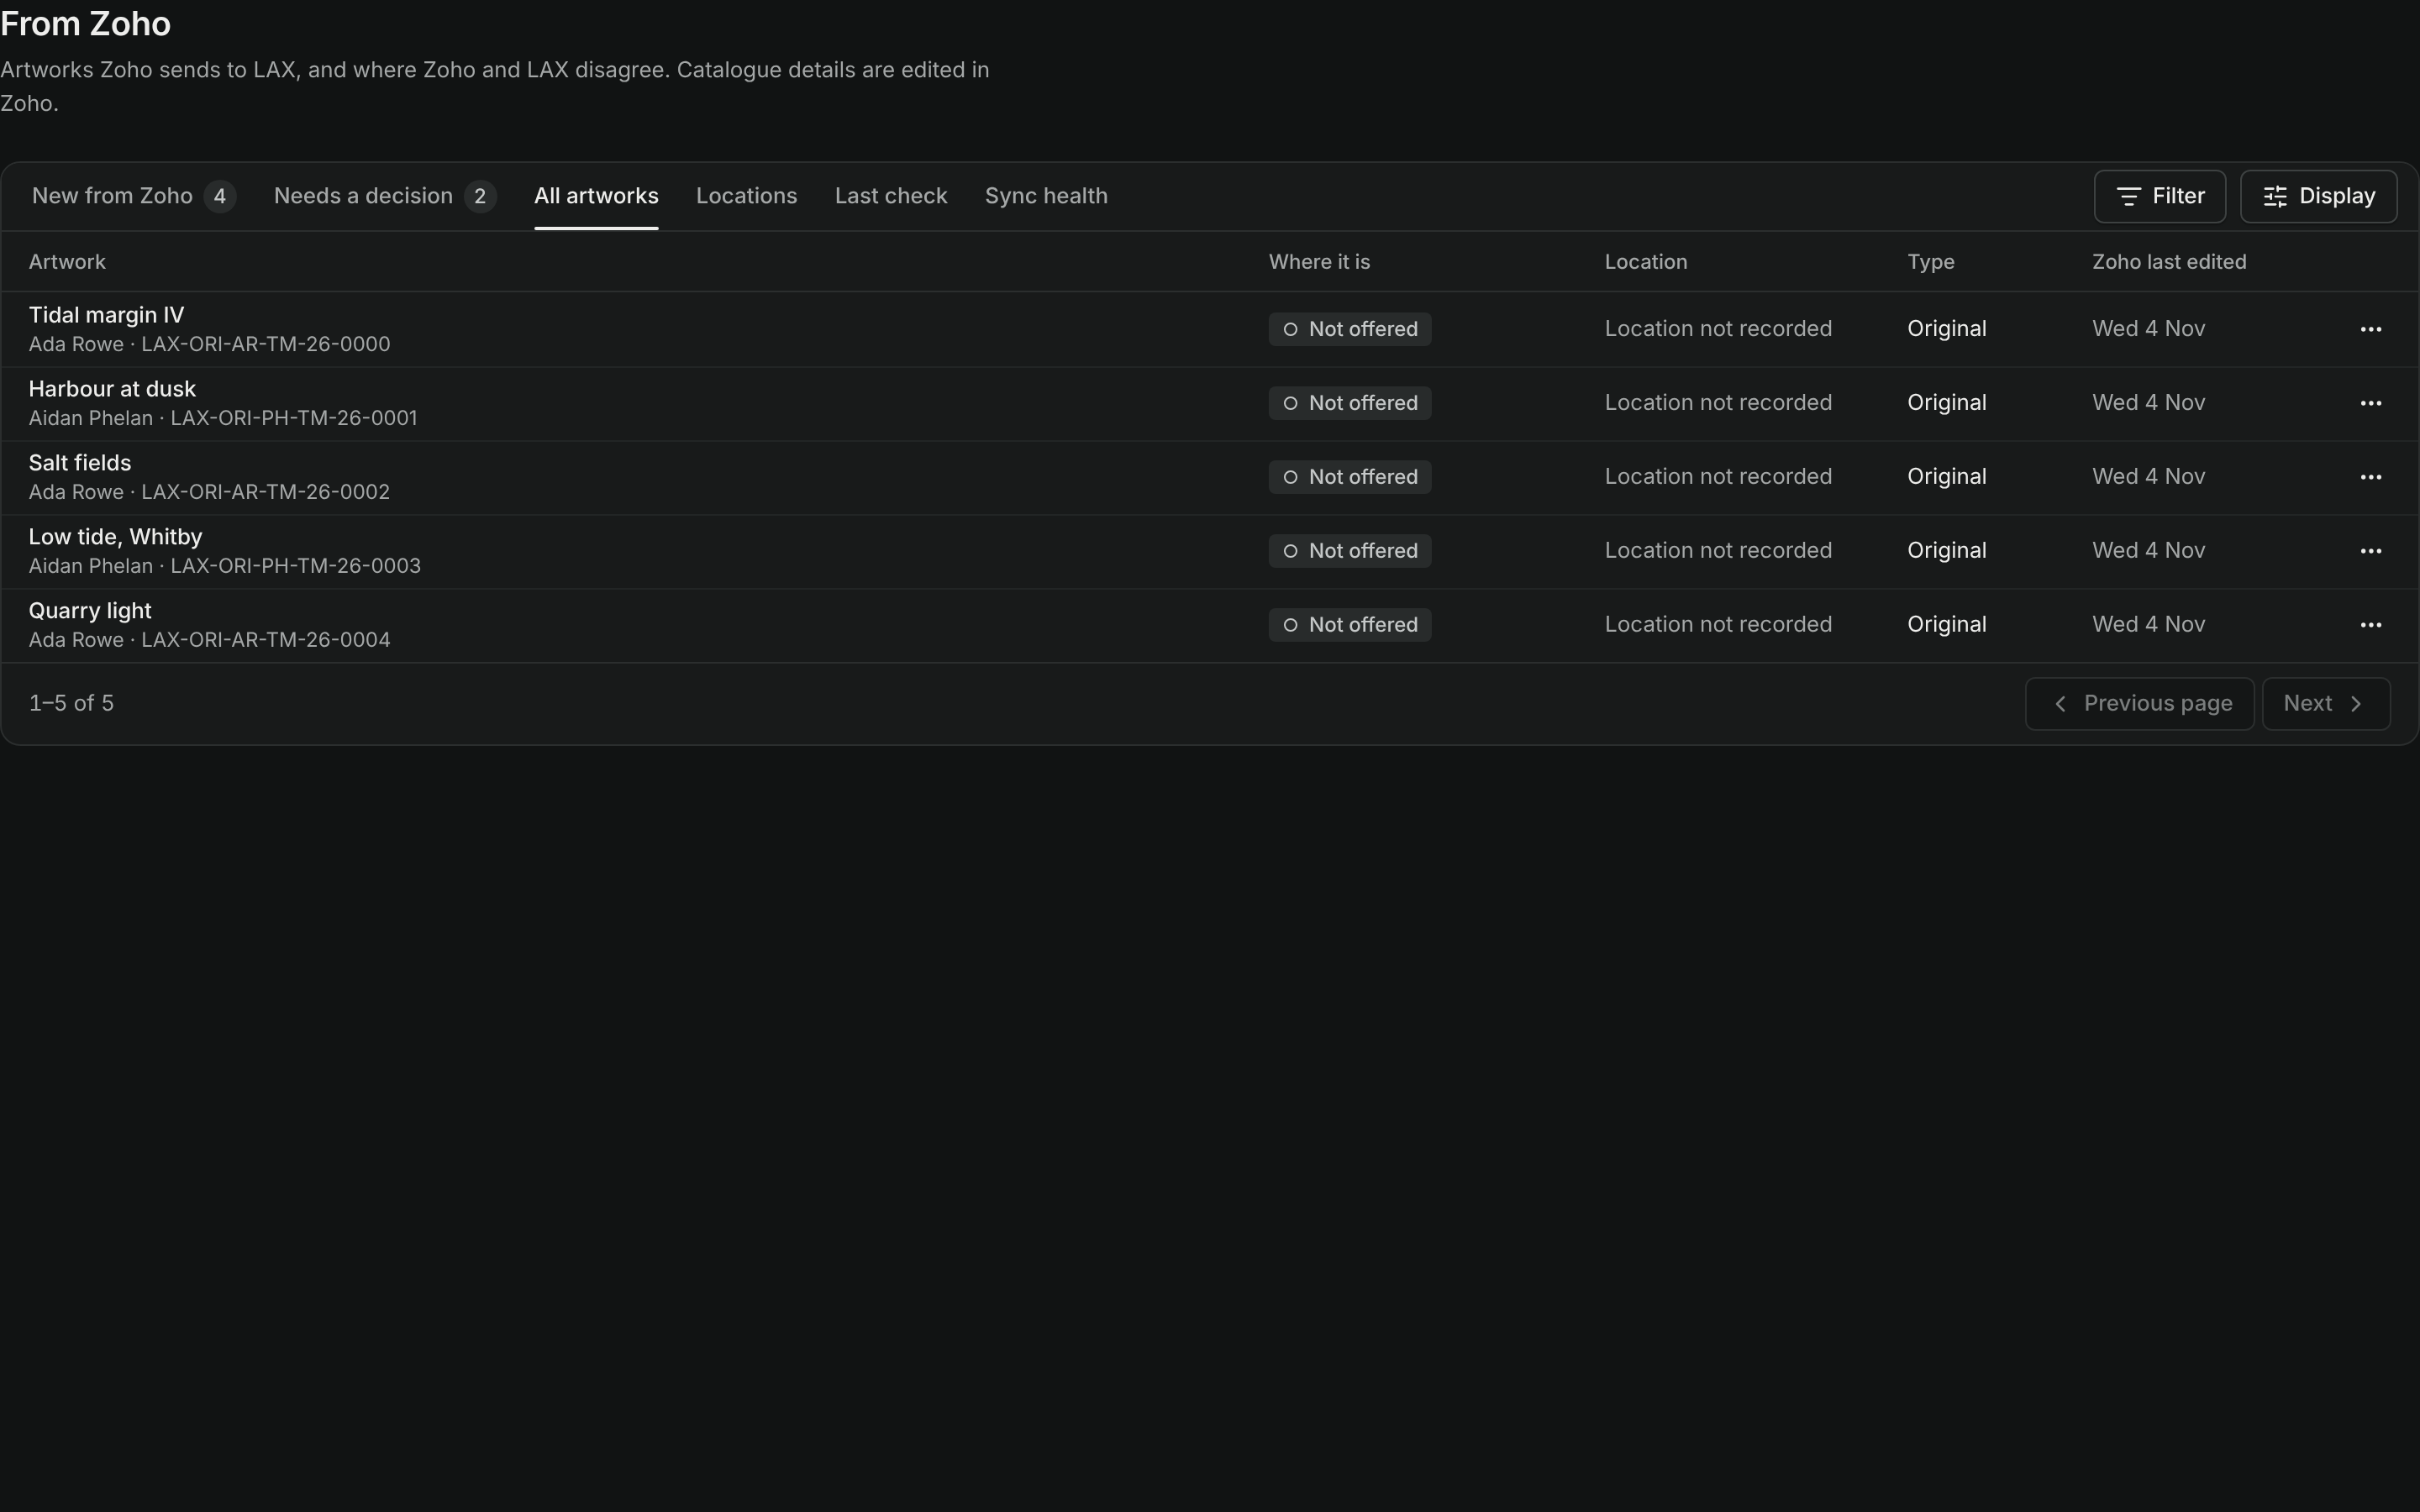 From Zoho
Artworks Zoho sends to LAX, and where Zoho and LAX disagree. Catalogue details are edited in
Zoho.
New from Zoho 4 Needs a decision 2 All artworks Locations Last check Sync health Filter Display
Artwork Where it is Location Type Zoho last edited
Tidal margin IV
Ada Rowe · LAX-ORI-AR-TM-26-0000
Not offered Location not recorded Original Wed 4 Nov
Harbour at dusk
Aidan Phelan · LAX-ORI-PH-TM-26-0001
Not offered Location not recorded Original Wed 4 Nov
Salt fields
Ada Rowe · LAX-ORI-AR-TM-26-0002
Not offered Location not recorded Original Wed 4 Nov
Low tide, Whitby
Aidan Phelan · LAX-ORI-PH-TM-26-0003
Not offered Location not recorded Original Wed 4 Nov
Quarry light
Ada Rowe · LAX-ORI-AR-TM-26-0004
Not offered Location not recorded Original Wed 4 Nov
1–5 of 5 Previous page Next